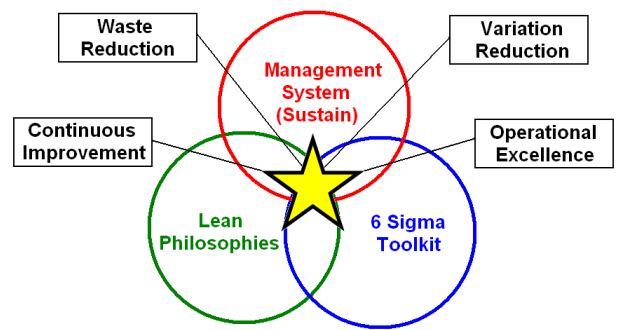 Waste
Reduction
Variation
Reduction
Management
System
(Sustain)
Continuous
Improvement
Operational
Excellence
Lean
Philosophies
6 Sigma
Toolkit